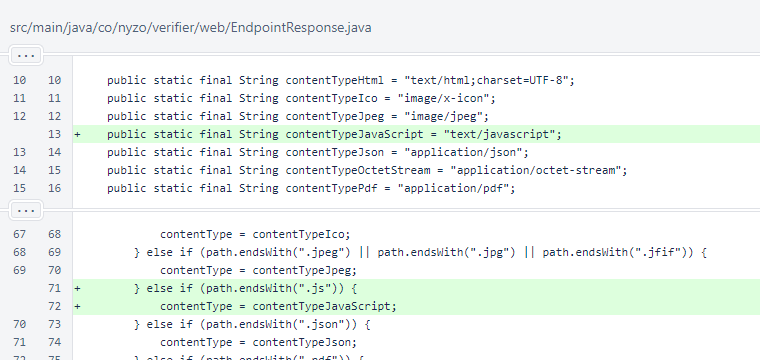 src/main/java/co/nyzo/verifier/web/EndpointResponse.java
...
10 10 public static final String contentTypeHtml = "text/html;charset=UTF-8";
11 11 public static final String contentTypeIco = "image/x-icon";
12 12 public static final String contentTypeJpeg = "image/jpeg";
13 + public static final String contentTypeJavaScript = "text/javascript";
13 14 public static final String contentTypeJson = "application/json";
14 15 public static final String contentTypeOctetStream = "application/octet-stream";
15 16 public static final String contentTypePdf = "application/pdf";
...
67 68 contentType = contentTypeIco;
68 69 } else if (path.endsWith(".jpeg") || path.endsWith(".jpg") || path.endsWith(".jfif")) {
69 70 contentType = contentTypeJpeg;
71 + } else if (path.endsWith(".js")) {
72 + contentType = contentTypeJavaScript;
70 73 } else if (path.endsWith(".json")) {
71 74 contentType = contentTypeJson;
72 75 } else if (path.endsWith(".pdf")) {